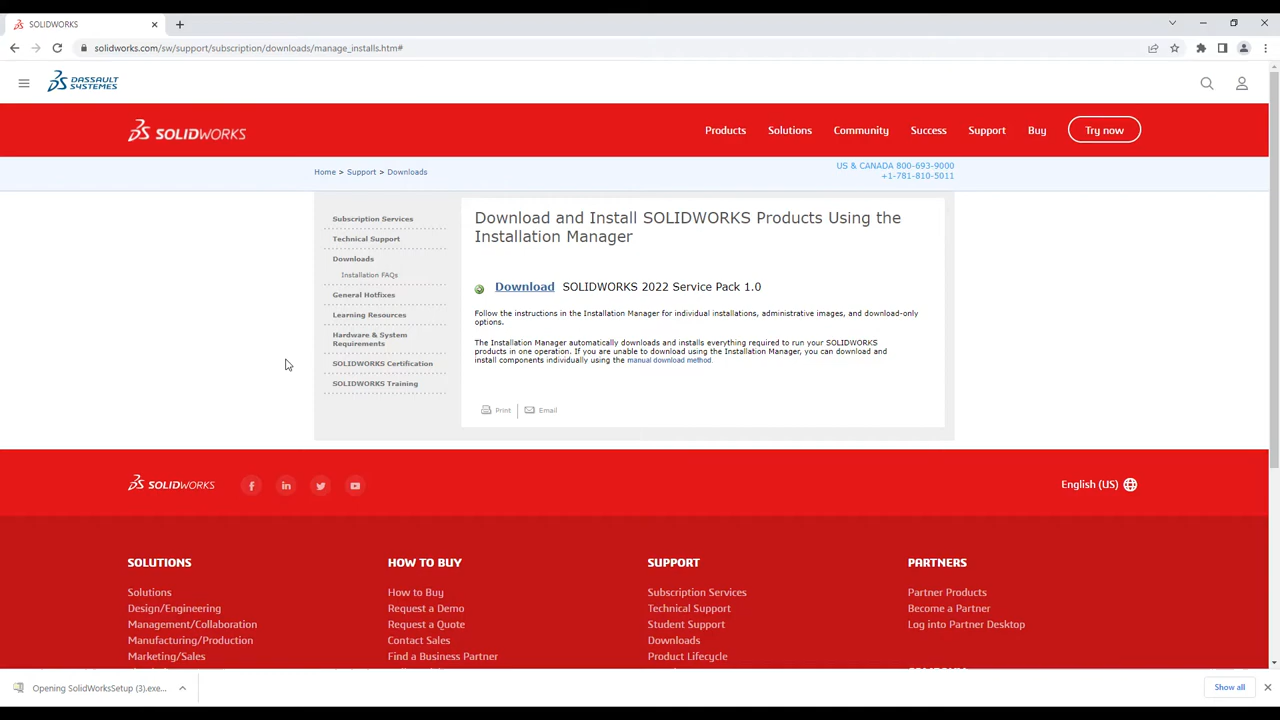 SOLIDWORKS
solidworks.com/sw/support/subscription/downloads/manage_installs.htm#
DASSAULT
SYSTEMES
SOLIDWORKS
Products
Solutions
Community
Success
Support
Buy
Try now
Home > Support > Downloads
US & CANADA 800-693-9000
+1-781-810-5011
Subscription Services
Technical Support
Downloads
Installation FAQs
General Hotfixes
Learning Resources
Hardware & System
Requirements
SOLIDWORKS Certification
SOLIDWORKS Training
Download and Install SOLIDWORKS Products Using the
Installation Manager
Download SOLIDWORKS 2022 Service Pack 1.0
Follow the instructions in the Installation Manager for individual installations, administrative images, and download-only
options.
The Installation Manager automatically downloads and installs everything required to run your SOLIDWORKS
products in one operation. If you are unable to download using the Installation Manager, you can download and
install components individually using the manual download method.
Print
Email
SOLIDWORKS
English (US)
SOLUTIONS
Solutions
Design/Engineering
Management/Collaboration
Manufacturing/Production
Marketing/Sales
HOW TO BUY
How to Buy
Request a Demo
Request a Quote
Contact Sales
Find a Business Partner
SUPPORT
Subscription Services
Technical Support
Student Support
Downloads
Product Lifecycle
PARTNERS
Partner Products
Become a Partner
Log into Partner Desktop
Opening SolidWorksSetup (3).exe...
Show all